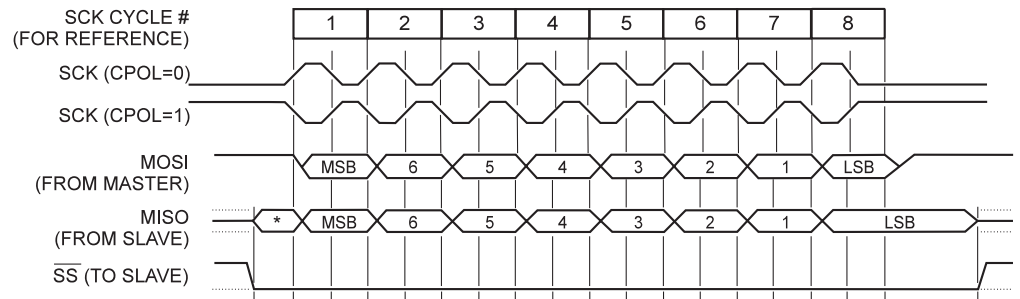 SCK CYCLE # 1 2 3 4 5 6 7 8
(FOR REFERENCE)
SCK (CPOL=0)
SCK (CPOL=1)
MOSI MSB 6 5 4 3 2 1 LSB
(FROM MASTER)
MISO * MSB 6 5 4 3 2 1 LSB
(FROM SLAVE)
SS (TO SLAVE)